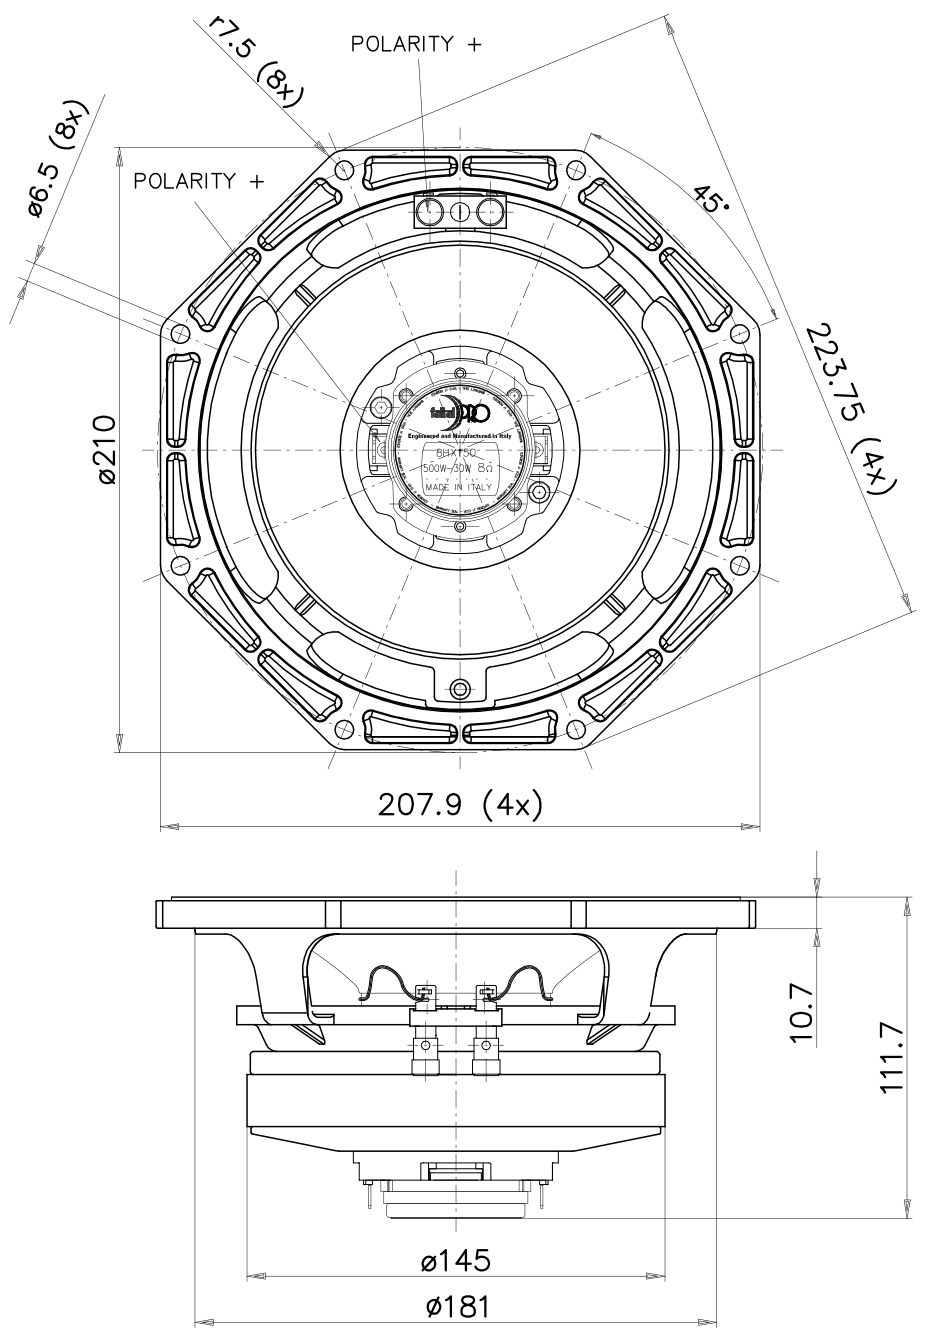 r7.5 (8x)
POLARITY +
ø6.5 (8x)
POLARITY +
45°
223.75 (4x)
ø210
faital PRO
Engineered and Manufactured in Italy
8HX150
500W-30W 8Ω
MADE IN ITALY
207.9 (4x)
10.7
111.7
ø145
ø181